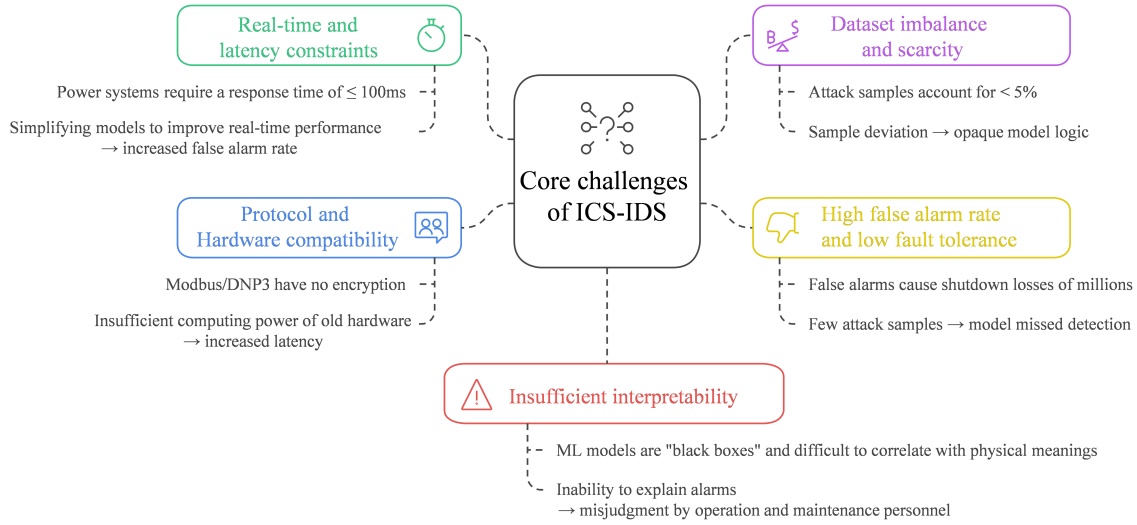 Real-time and
latency constraints
Power systems require a response time of ≤ 100ms
Simplifying models to improve real-time performance
→ increased false alarm rate
Protocol and
Hardware compatibility
Modbus/DNP3 have no encryption
Insufficient computing power of old hardware
→ increased latency
Core challenges
of ICS-IDS
Dataset imbalance
and scarcity
Attack samples account for < 5%
Sample deviation → opaque model logic
High false alarm rate
and low fault tolerance
False alarms cause shutdown losses of millions
Few attack samples → model missed detection
Insufficient interpretability
ML models are "black boxes" and difficult to correlate with physical meanings
Inability to explain alarms
→ misjudgment by operation and maintenance personnel